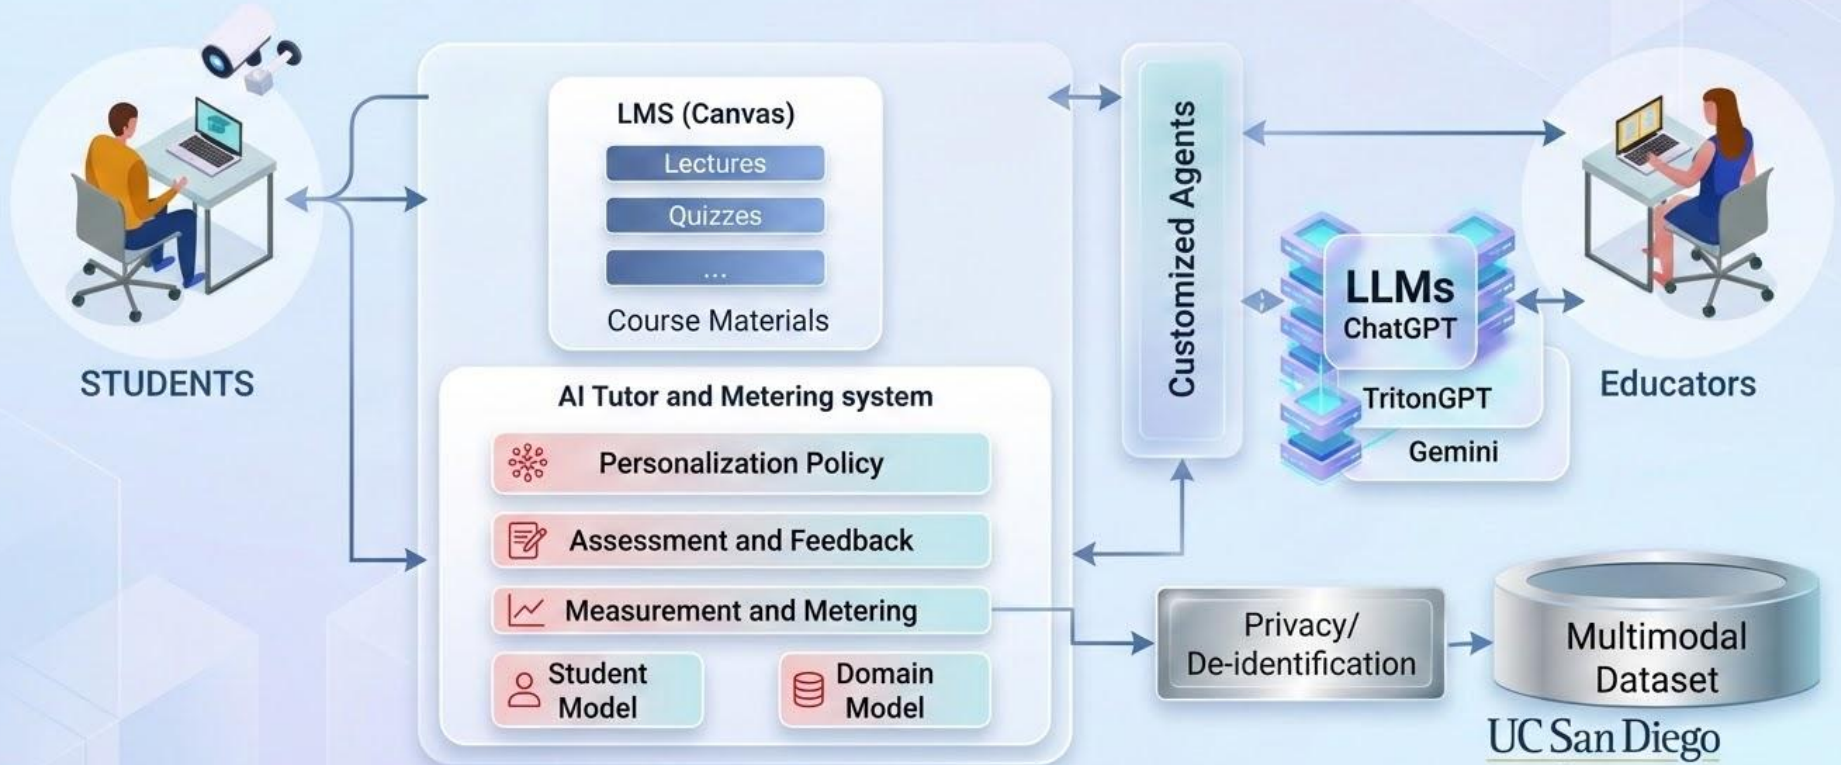 STUDENTS
LMS (Canvas)
Lectures
Quizzes
...
Course Materials
AI Tutor and Metering system
Personalization Policy
Assessment and Feedback
Measurement and Metering
Student
Model
Domain
Model
Customized Agents
LLMs
ChatGPT
TritonGPT
Gemini
Educators
Privacy/
De-identification
Multimodal
Dataset
UC San Diego